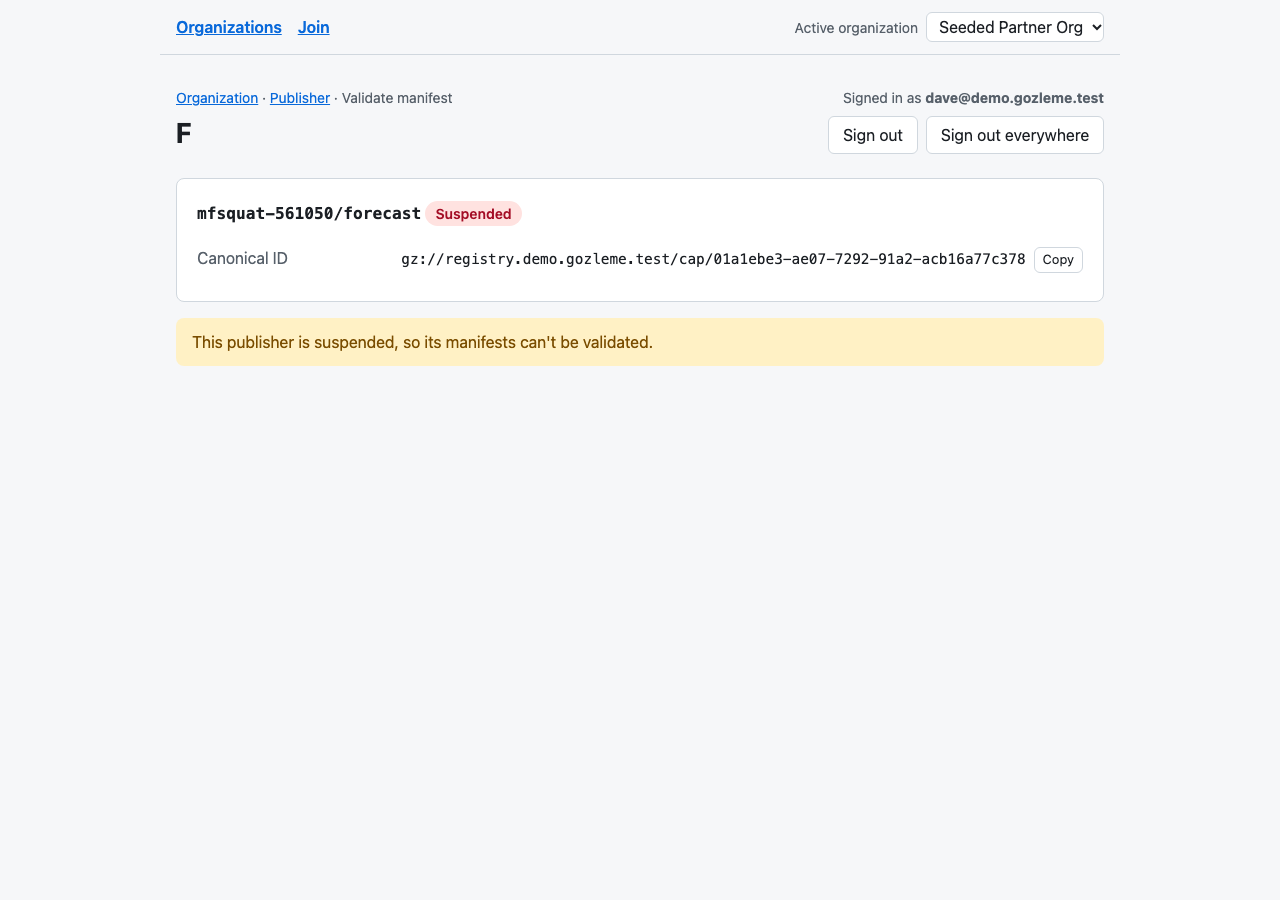 Organizations Join
Active organization Seeded Partner Org
Organization · Publisher · Validate manifest
Signed in as dave@demo.gozleme.test
F
Sign out Sign out everywhere
mfsquat-561050/forecast Suspended
Canonical ID gz://registry.demo.gozleme.test/cap/01a1ebe3-ae07-7292-91a2-acb16a77c378 Copy
This publisher is suspended, so its manifests can't be validated.